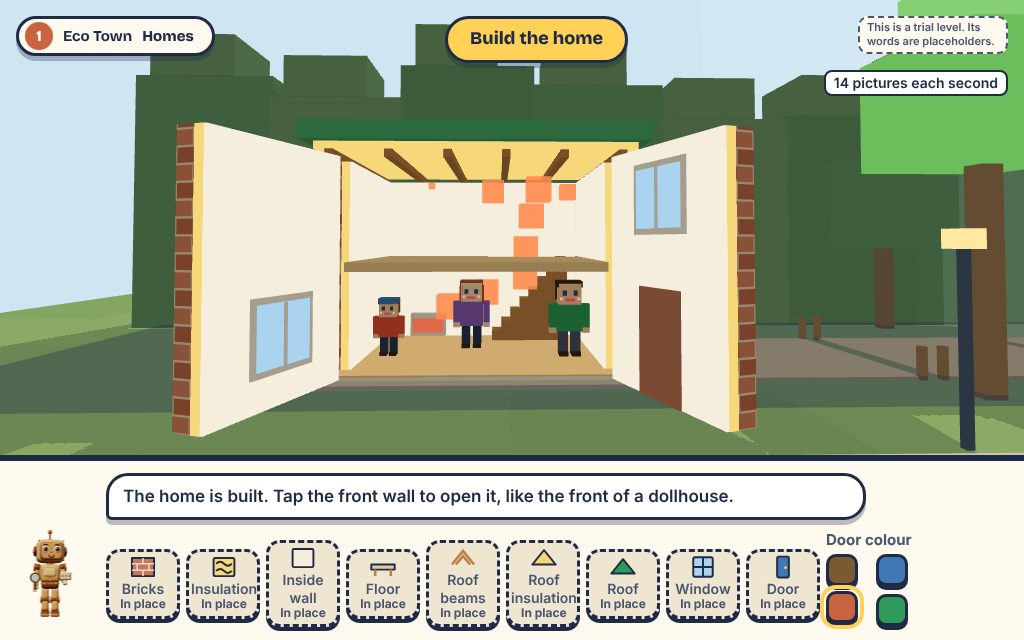 1 Eco Town Homes
Build the home
This is a trial level. Its
words are placeholders.
14 pictures each second
The home is built. Tap the front wall to open it, like the front of a dollhouse.
Door colour
Bricks
In place
Insulation
In place
Inside
wall
In place
Floor
In place
Roof
beams
In place
Roof
insulation
In place
Roof
In place
Window
In place
Door
In place